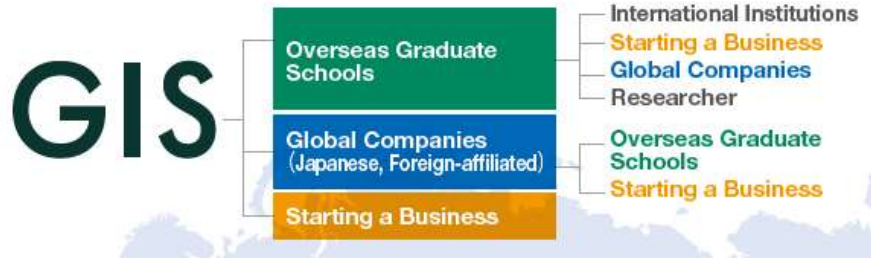 GIS
Overseas Graduate
Schools
International Institutions
Starting a Business
Global Companies
Researcher
Global Companies
(Japanese, Foreign-affiliated)
Overseas Graduate
Schools
Starting a Business
Starting a Business